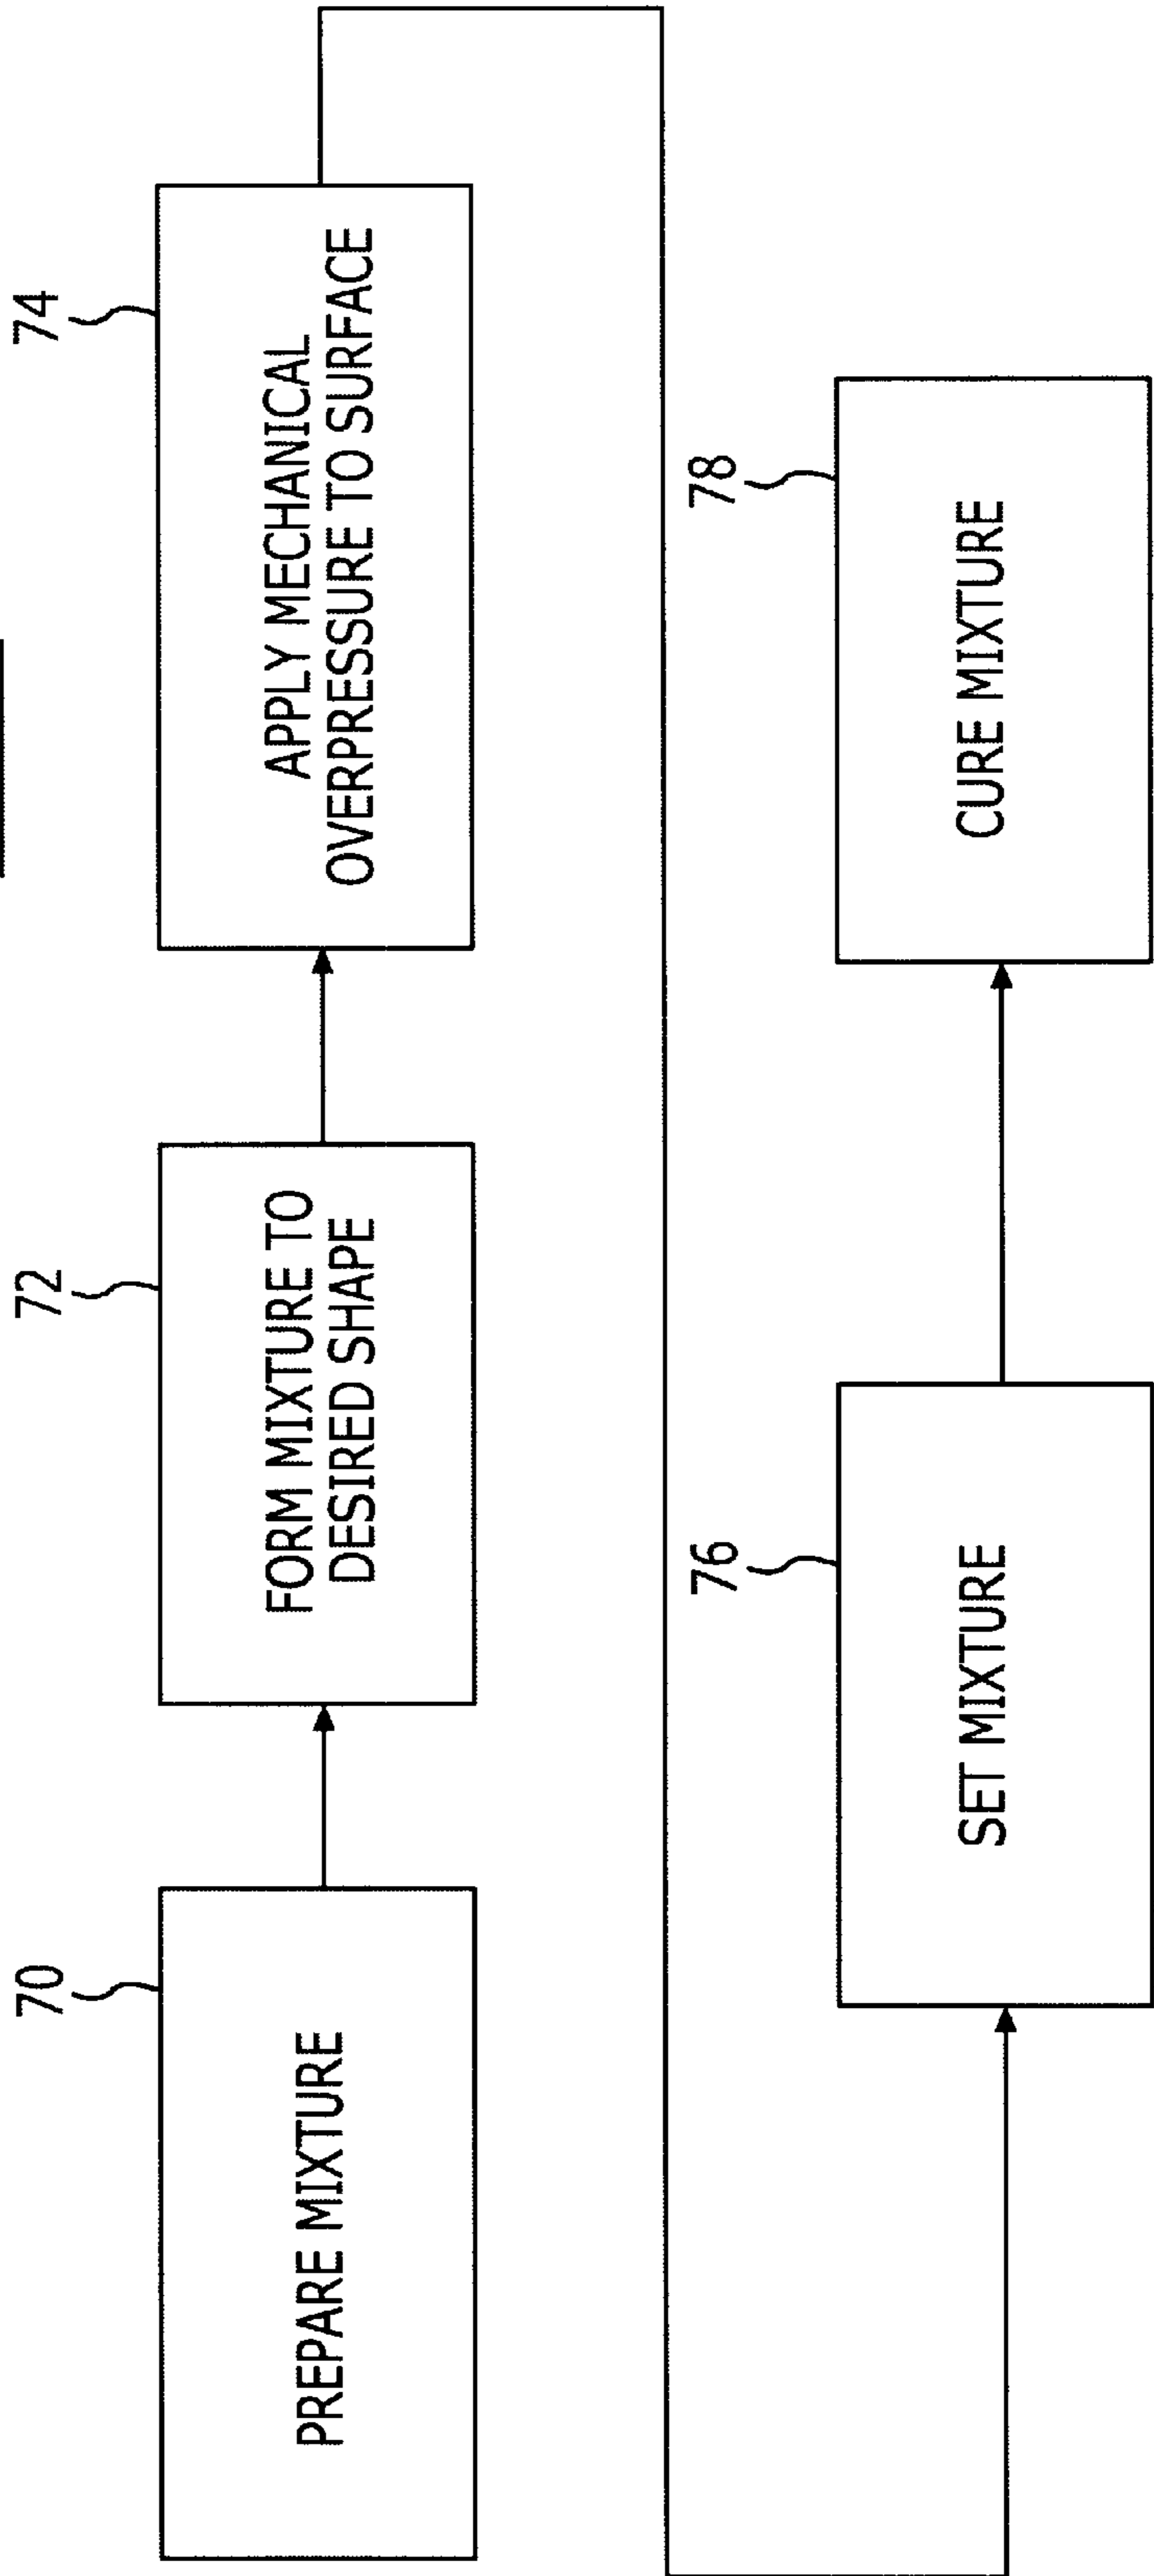 70
PREPARE MIXTURE
72
FORM MIXTURE TO
DESIRED SHAPE
74
APPLY MECHANICAL
OVERPRESSURE TO SURFACE
76
SET MIXTURE
78
CURE MIXTURE